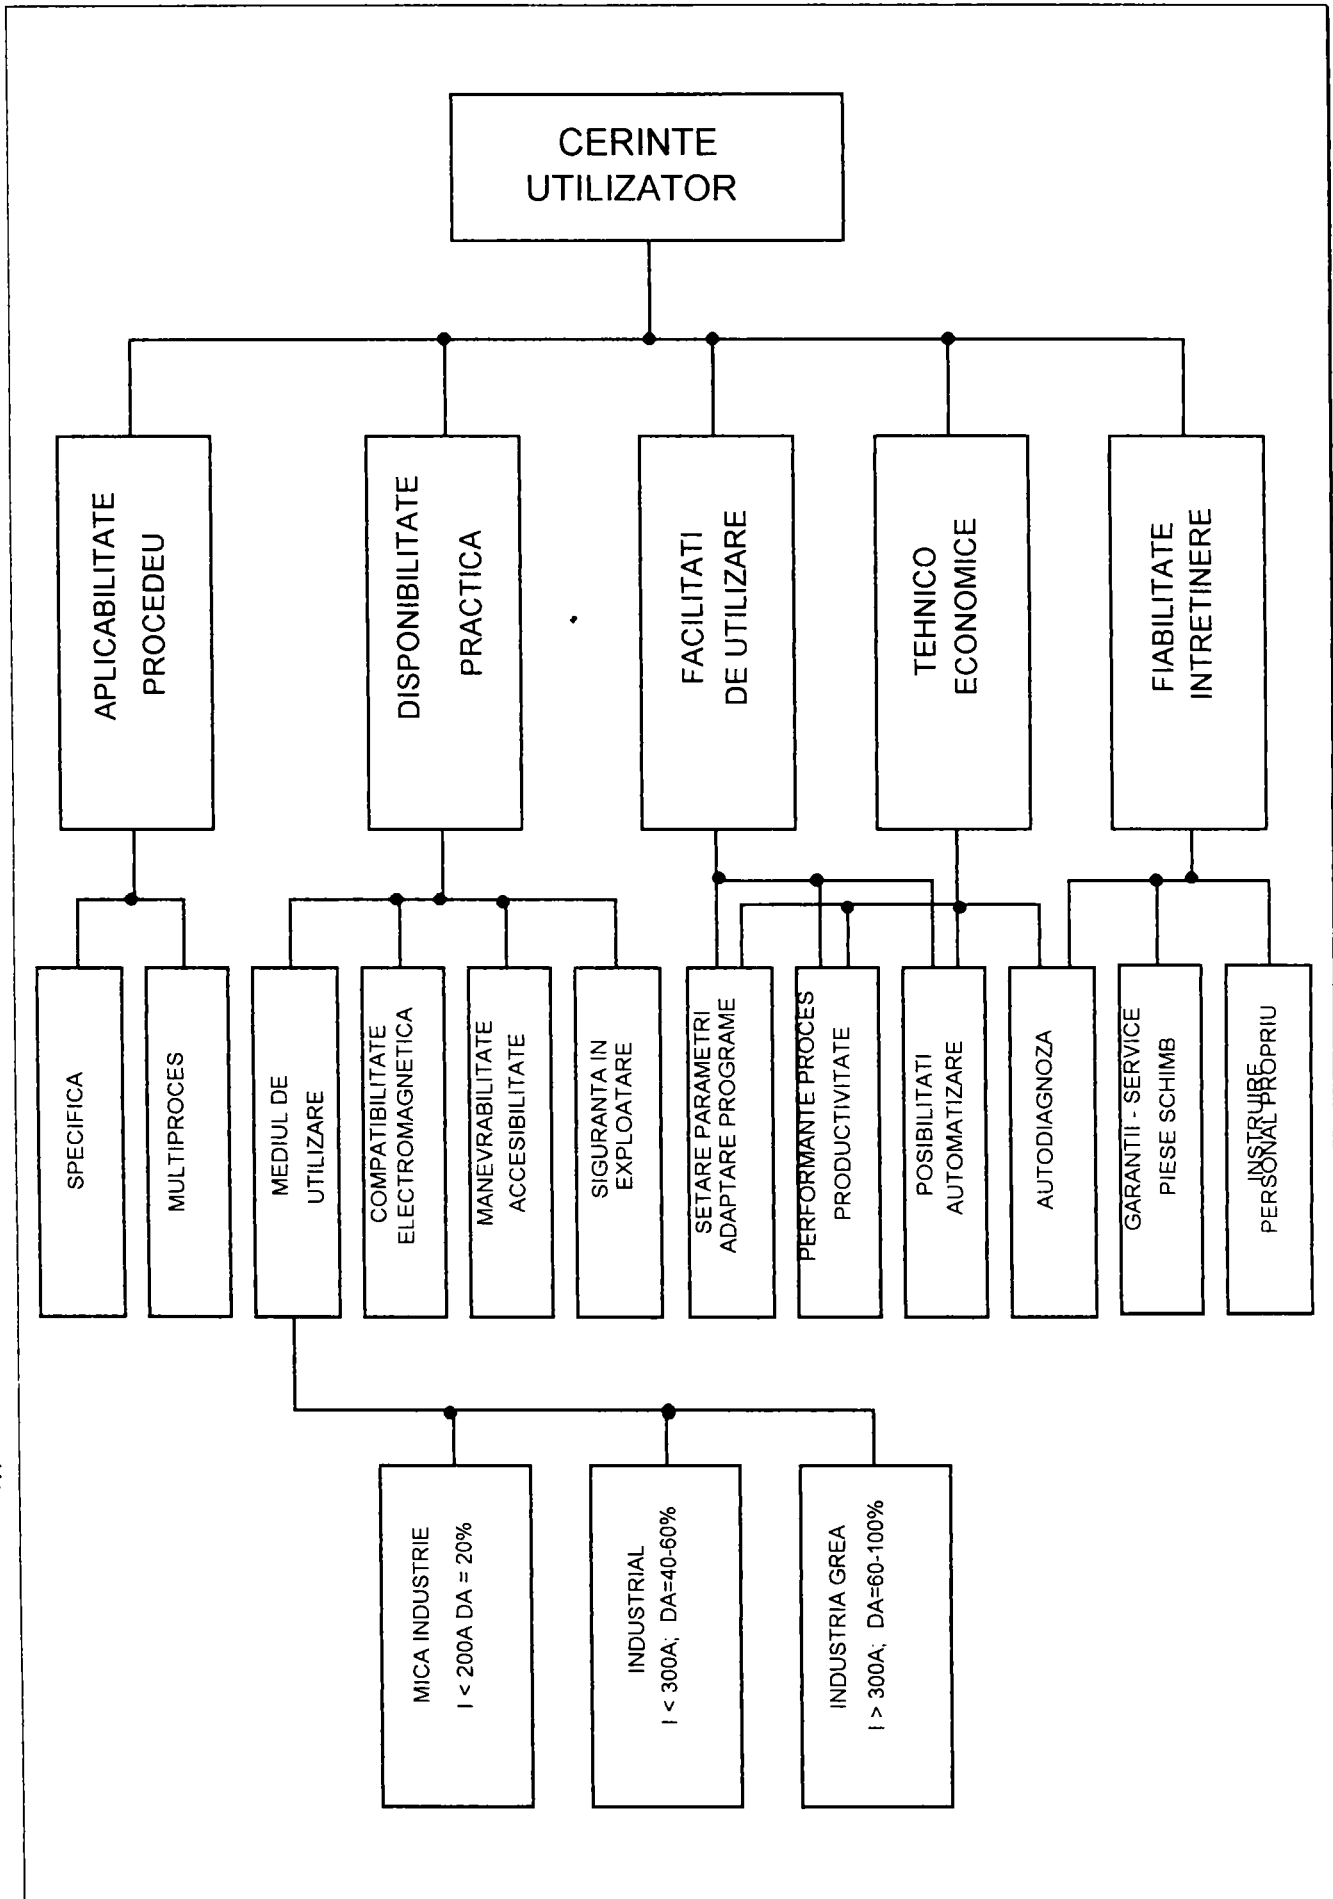 CERINTE
UTILIZATOR
APLICABILITATE
PROCEDEU
DISPONIBILITATE
PRACTICA
FACILITATI
DE UTILIZARE
TEHNICO
ECONOMICE
FIABILITATE
INTRETINERE
SPECIFICA
MULTIPROCES
MEDIUL DE
UTILIZARE
COMPATIBILITATE
ELECTROMAGNETICA
MANEVRABILITATE
ACCESIBILITATE
SIGURANTA IN
EXPLOATARE
SETARE PARAMETRI
ADAPTARE PROGRAME
PERFORMANTE PROCES
PRODUCTIVITATE
POSIBILITATI
AUTOMATIZARE
AUTODIAGNOZA
GARANTII - SERVICE
PIESE SCHIMB
INSTRUIRE
PERSONAL PROPRIU
MICA INDUSTRIE
I < 200A DA = 20%
INDUSTRIAL
I < 300A; DA=40-60%
INDUSTRIA GREA
I > 300A; DA=60-100%